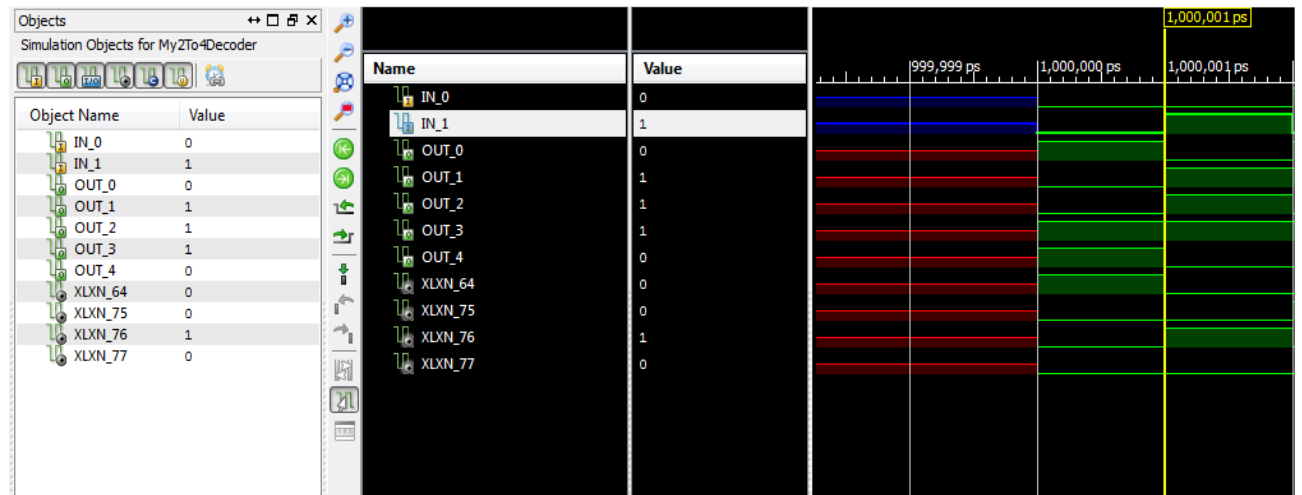 Objects
Simulation Objects for My2To4Decoder
Object Name Value
IN_0 0
IN_1 1
OUT_0 0
OUT_1 1
OUT_2 1
OUT_3 1
OUT_4 0
XLXN_64 0
XLXN_75 0
XLXN_76 1
XLXN_77 0
Name Value
IN_0 0
IN_1 1
OUT_0 0
OUT_1 1
OUT_2 1
OUT_3 1
OUT_4 0
XLXN_64 0
XLXN_75 0
XLXN_76 1
XLXN_77 0
1,000,001 ps
999,999 ps 1,000,000 ps 1,000,001 ps